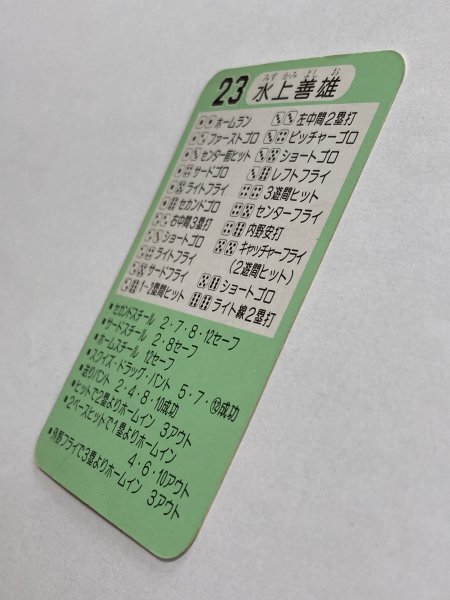 みず かみ よし お
23 水上善雄
ホームラン
ファーストゴロ
センター前ヒット
サードゴロ
ライトフライ
セカンドゴロ
右中間3塁打
ショートゴロ
ライトフライ
サードフライ
1-2塁間ヒット
左中間2塁打
ピッチャーゴロ
ショートゴロ
レフトフライ
3遊間ヒット
センターフライ
内野安打
キャッチャーフライ
(2遊間ヒット)
ショートゴロ
ライト線2塁打
●セカンドスチール 2・7・8・12セーフ
●サードスチール 2・8セーフ
●ホームスチール 12セーフ
●スクイズ・ドラッグ・バント 5・7・⑫成功
●送りバント 2・4・8・10成功
●ヒットで2塁よりホームイン 3アウト
●2ベースヒットで1塁よりホームイン
4・6・10アウト
●外野フライで3塁よりホームイン 3アウト